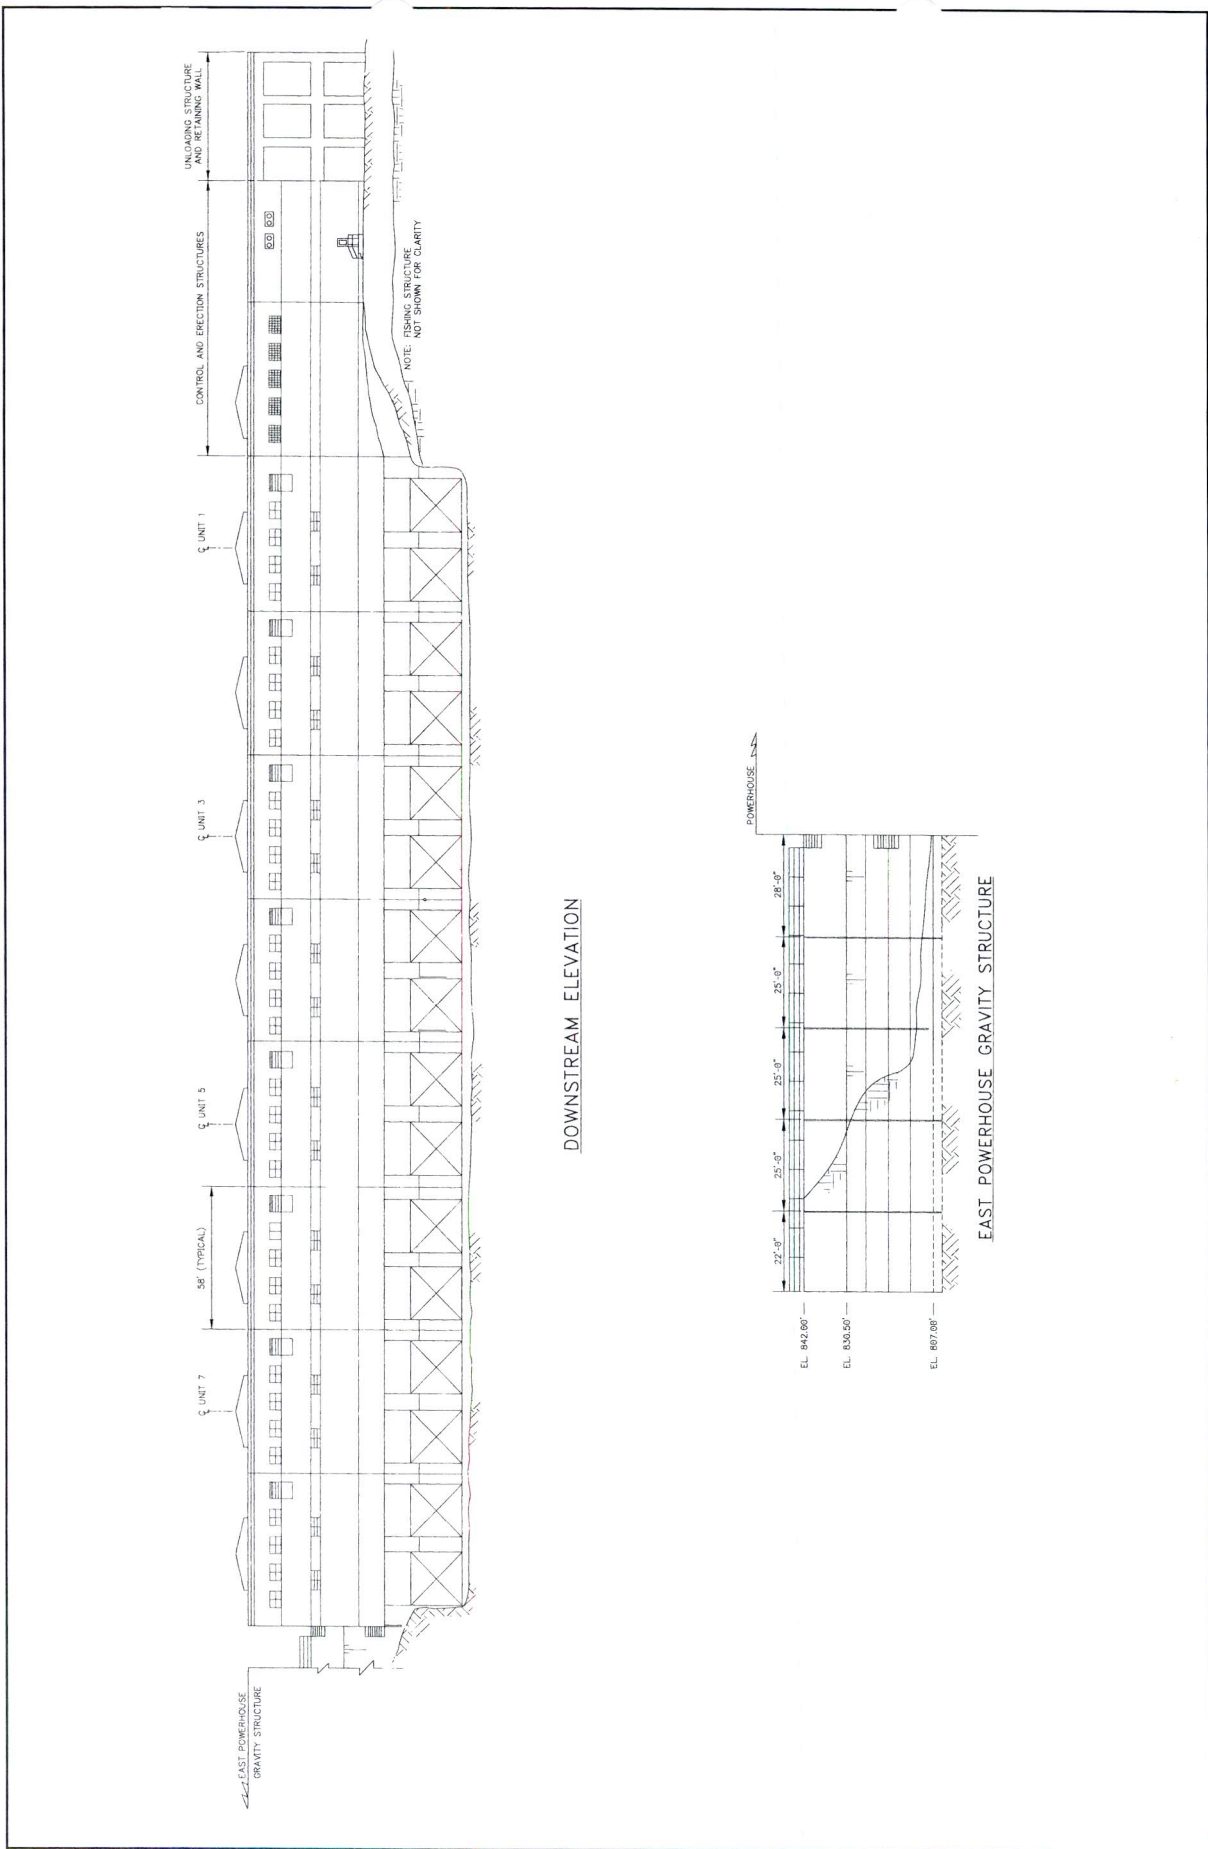 UNLOADING STRUCTURE
AND RETAINING WALL
CONTROL AND ERECTION STRUCTURES
NOTE: FISHING STRUCTURE
NOT SHOWN FOR CLARITY
℄ UNIT 1
℄ UNIT 3
℄ UNIT 5
58' (TYPICAL)
℄ UNIT 7
EAST POWERHOUSE
GRAVITY STRUCTURE
DOWNSTREAM ELEVATION
POWERHOUSE
22'-0"
25'-0"
25'-0"
25'-0"
28'-0"
EL. 842.00'
EL. 830.50'
EL. 807.00'
EAST POWERHOUSE GRAVITY STRUCTURE